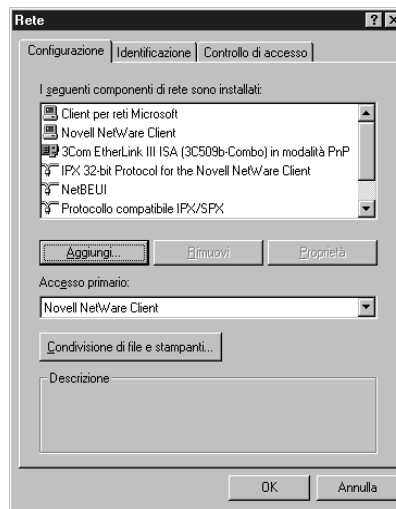 Rete
Configurazione Identificazione Controllo di accesso
I seguenti componenti di rete sono installati:
Client per reti Microsoft
Novell NetWare Client
3Com EtherLink III ISA (3C509b-Combo) in modalità PnP
IPX 32-bit Protocol for the Novell NetWare Client
NetBEUI
Protocollo compatibile IPX/SPX
Aggiungi... Rimuovi Proprietà
Accesso primario:
Novell NetWare Client
Condivisione di file e stampanti...
Descrizione
OK Annulla